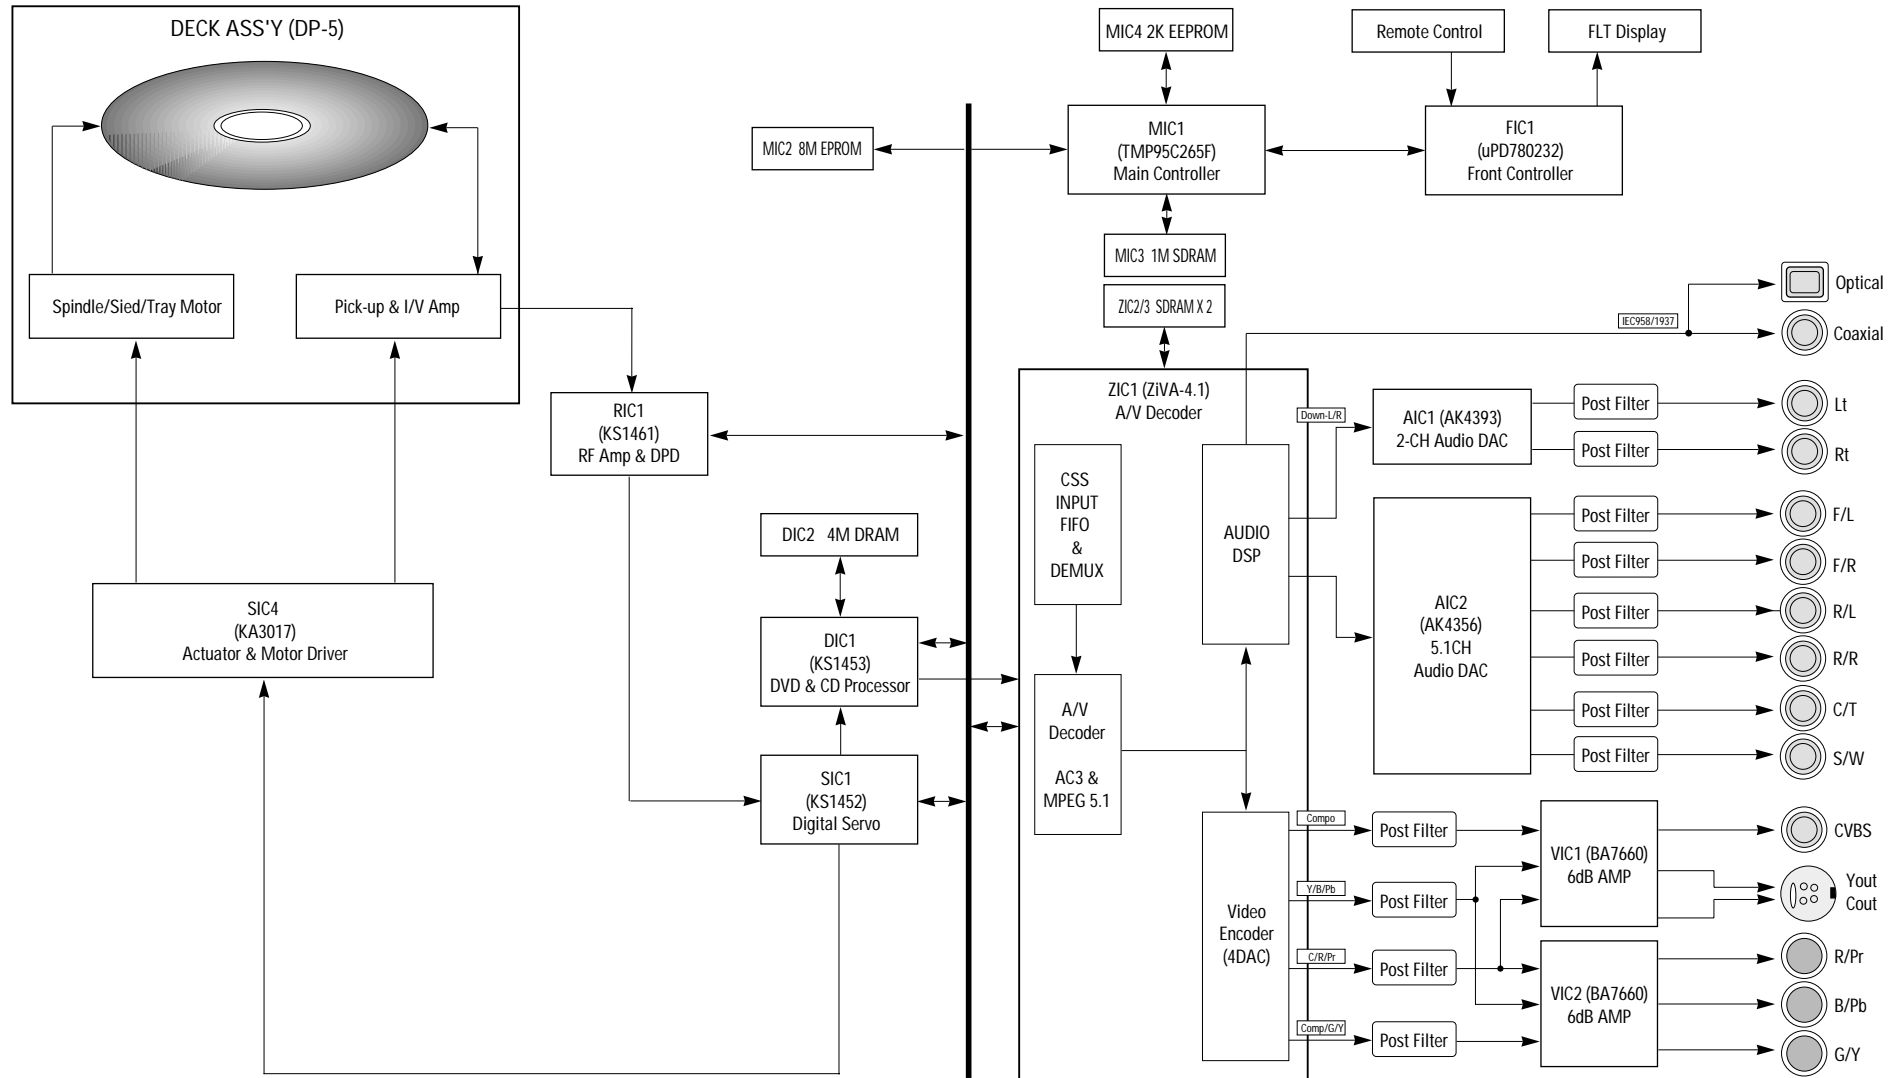 DECK ASS'Y (DP-5)
Spindle/Sied/Tray Motor
Pick-up & I/V Amp
SIC4
(KA3017)
Actuator & Motor Driver
RIC1
(KS1461)
RF Amp & DPD
DIC2 4M DRAM
DIC1
(KS1453)
DVD & CD Processor
SIC1
(KS1452)
Digital Servo
MIC2 8M EPROM
MIC4 2K EEPROM
MIC1
(TMP95C265F)
Main Controller
MIC3 1M SDRAM
ZIC2/3 SDRAM X 2
Remote Control
FLT Display
FIC1
(uPD780232)
Front Controller
ZIC1 (ZiVA-4.1)
A/V Decoder
CSS
INPUT
FIFO
&
DEMUX
A/V
Decoder
AC3 &
MPEG 5.1
AUDIO
DSP
Video
Encoder
(4DAC)
IEC958/1937
Optical
Coaxial
Down-L/R
AIC1 (AK4393)
2-CH Audio DAC
Post Filter
Lt
Post Filter
Rt
AIC2
(AK4356)
5.1CH
Audio DAC
Post Filter
F/L
Post Filter
F/R
Post Filter
R/L
Post Filter
R/R
Post Filter
C/T
Post Filter
S/W
Compo
Post Filter
Y/B/Pb
Post Filter
C/R/Pr
Post Filter
Comp/G/Y
Post Filter
VIC1 (BA7660)
6dB AMP
VIC2 (BA7660)
6dB AMP
CVBS
Yout
Cout
R/Pr
B/Pb
G/Y